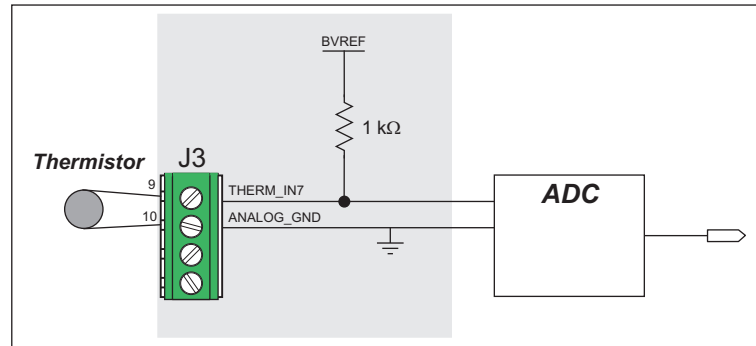 BVREF
1 kΩ
Thermistor
J3
9
THERM_IN7
10
ANALOG_GND
ADC